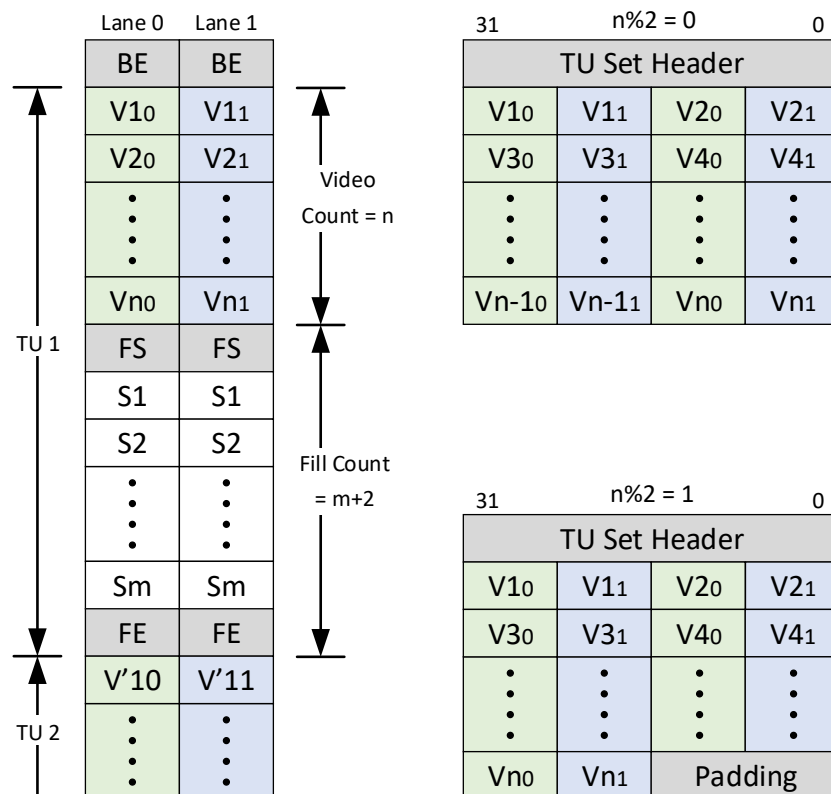 Lane 0 Lane 1
BE BE
V10 V11
V20 V21
Vn0 Vn1
FS FS
S1 S1
S2 S2
Sm Sm
FE FE
V'10 V'11
TU 1
TU 2
Video
Count = n
Fill Count
= m+2
31 n%2 = 0 0
TU Set Header
V10 V11 V20 V21
V30 V31 V40 V41
Vn-10 Vn-11 Vn0 Vn1
31 n%2 = 1 0
TU Set Header
V10 V11 V20 V21
V30 V31 V40 V41
Vn0 Vn1 Padding